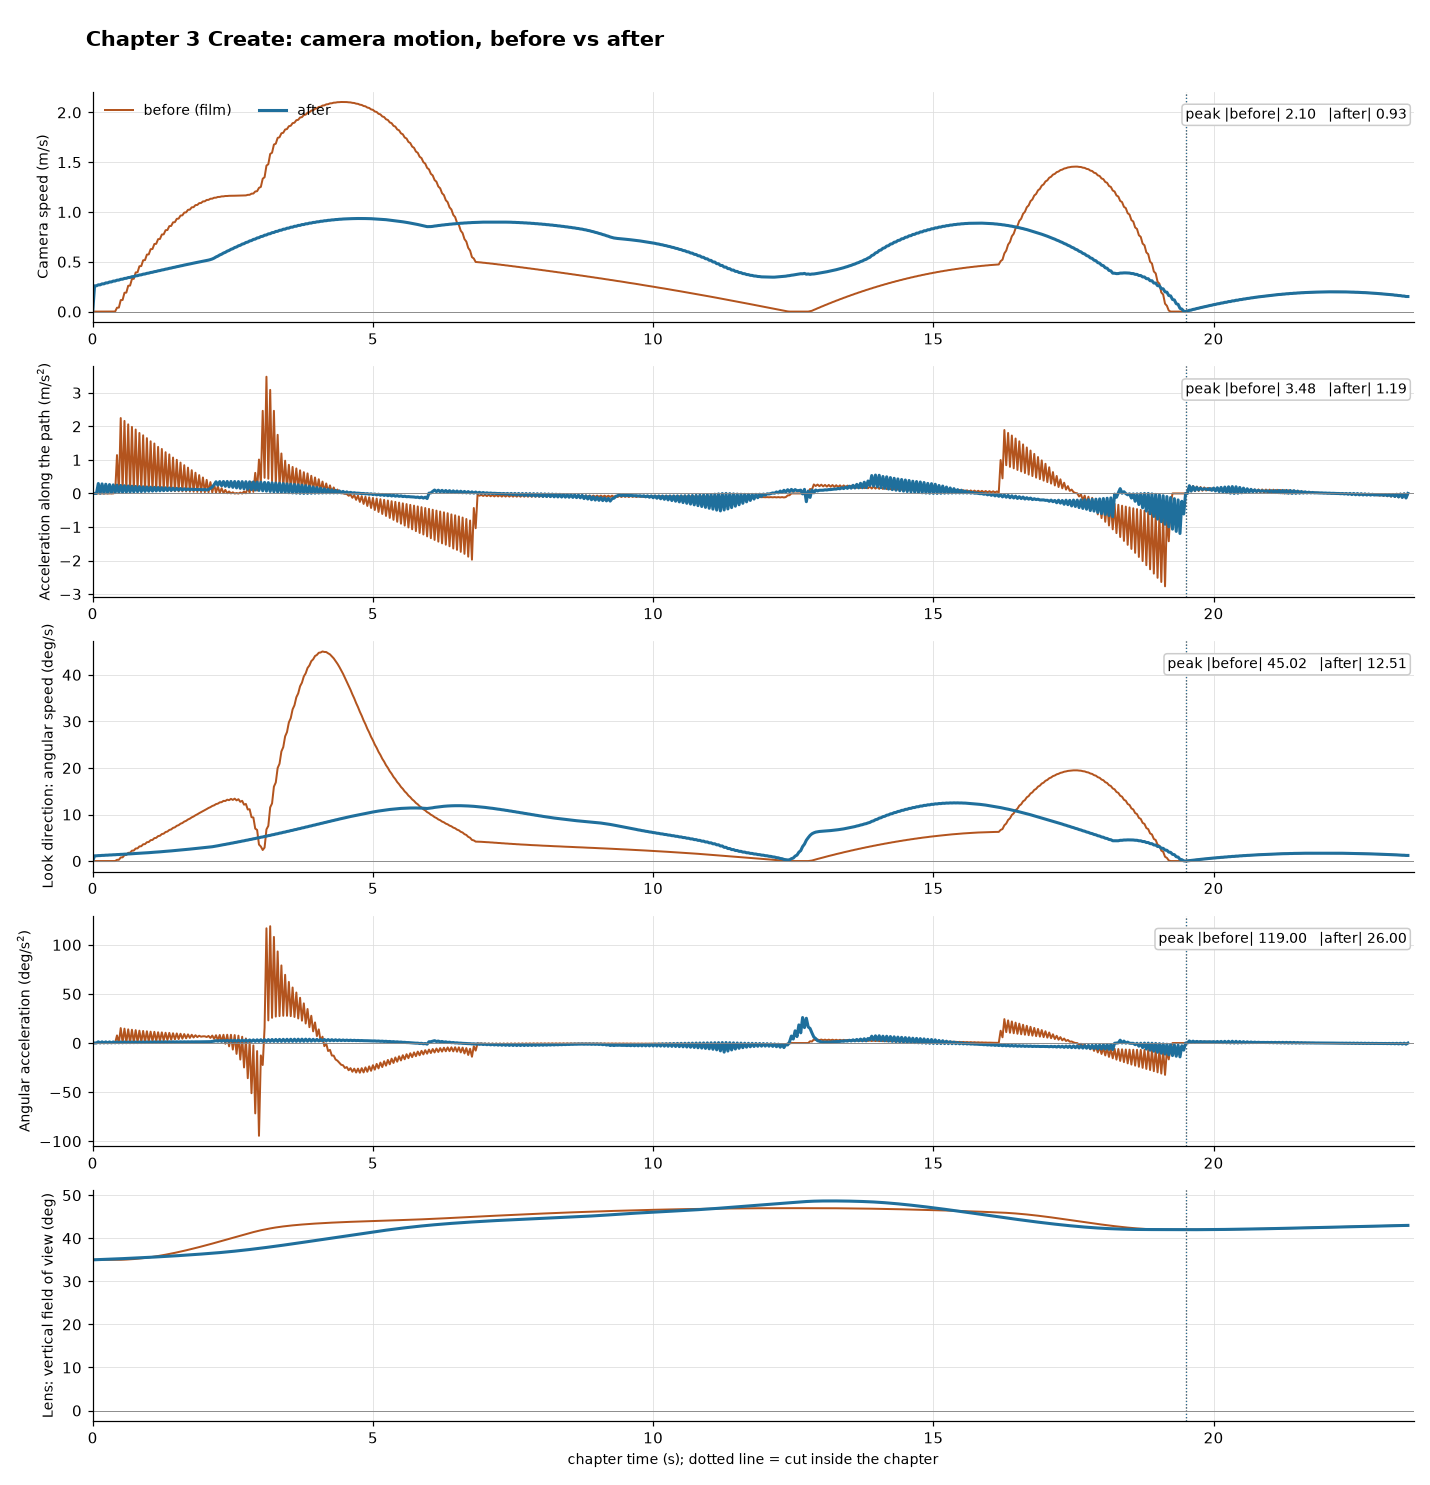 Chapter 3 Create: camera motion, before vs after
before (film) after
peak |before| 2.10 |after| 0.93
Camera speed (m/s)
2.0
1.5
1.0
0.5
0.0
0 5 10 15 20
peak |before| 3.48 |after| 1.19
Acceleration along the path (m/s²)
3
2
1
0
−1
−2
−3
0 5 10 15 20
peak |before| 45.02 |after| 12.51
Look direction: angular speed (deg/s)
40
30
20
10
0
0 5 10 15 20
peak |before| 119.00 |after| 26.00
Angular acceleration (deg/s²)
100
50
0
−50
−100
0 5 10 15 20
Lens: vertical field of view (deg)
50
40
30
20
10
0
0 5 10 15 20
chapter time (s); dotted line = cut inside the chapter